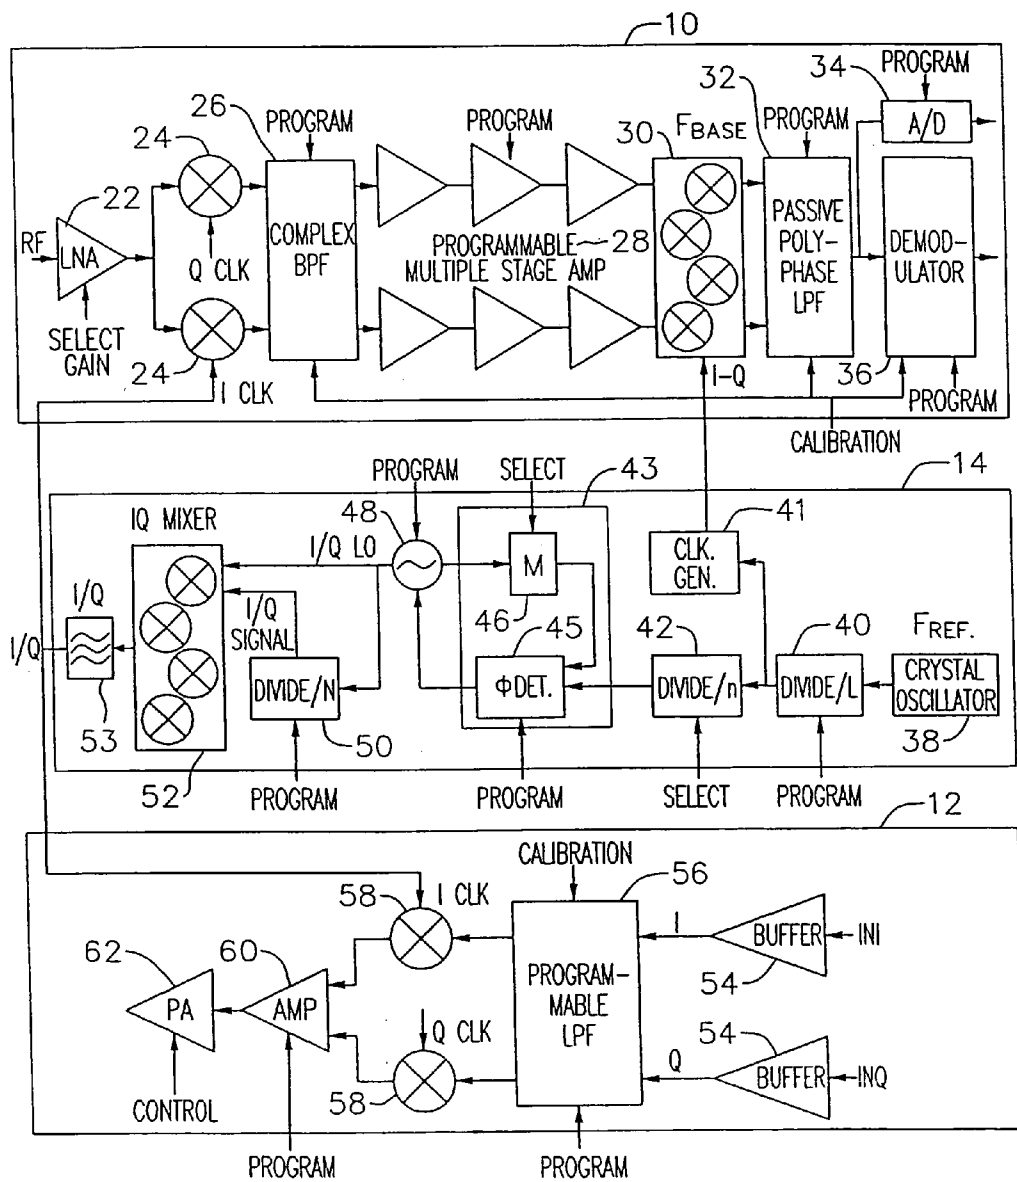 10
PROGRAM
34
A/D
32
PROGRAM
FBASE
30
PROGRAM
PROGRAM
26
24
22
RF
LNA
SELECT
GAIN
Q CLK
24
I CLK
COMPLEX
BPF
PROGRAMMABLE 28
MULTIPLE STAGE AMP
PASSIVE
POLY-
PHASE
LPF
DEMOD-
ULATOR
36
I-Q
PROGRAM
CALIBRATION
14
PROGRAM
SELECT
43
48
41
IQ MIXER
I/Q LO
M
46
CLK.
GEN.
I/Q
I/Q
I/Q
SIGNAL
45
42
40
FREF.
DIVIDE/N
ΦDET.
DIVIDE/n
DIVIDE/L
CRYSTAL
OSCILLATOR
53
50
38
52
PROGRAM
PROGRAM
SELECT
PROGRAM
12
CALIBRATION
56
58
I CLK
I
BUFFER
INI
54
62
60
PA
AMP
PROGRAM-
MABLE
LPF
Q CLK
54
Q
BUFFER
INQ
58
CONTROL
PROGRAM
PROGRAM